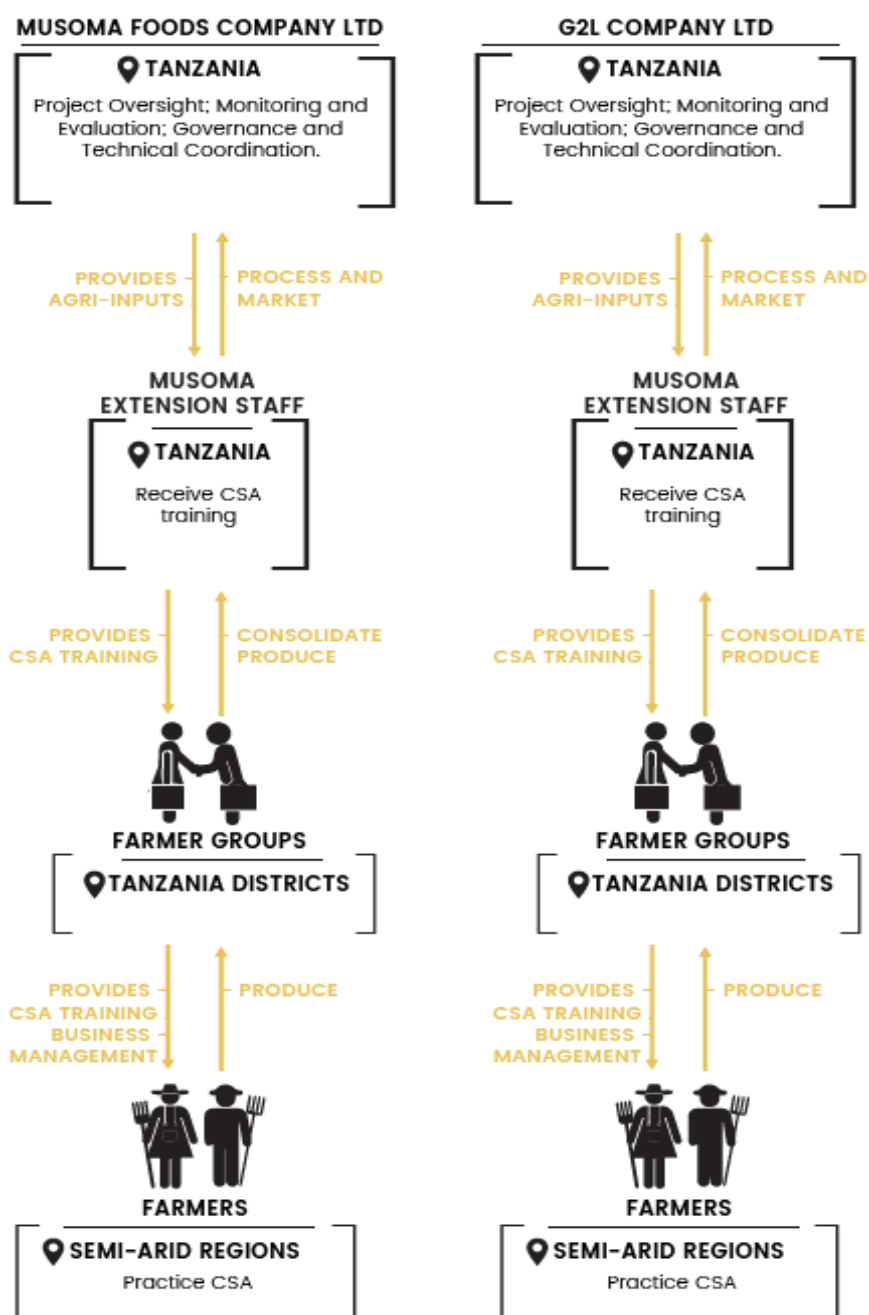 MUSOMA FOODS COMPANY LTD
TANZANIA
Project Oversight; Monitoring and
Evaluation; Governance and
Technical Coordination.
PROVIDES
AGRI-INPUTS
PROCESS AND
MARKET
MUSOMA
EXTENSION STAFF
TANZANIA
Receive CSA
training
PROVIDES
CSA TRAINING
CONSOLIDATE
PRODUCE
FARMER GROUPS
TANZANIA DISTRICTS
PROVIDES
CSA TRAINING
BUSINESS
MANAGEMENT
PRODUCE
FARMERS
SEMI-ARID REGIONS
Practice CSA
G2L COMPANY LTD
TANZANIA
Project Oversight; Monitoring and
Evaluation; Governance and
Technical Coordination.
PROVIDES
AGRI-INPUTS
PROCESS AND
MARKET
MUSOMA
EXTENSION STAFF
TANZANIA
Receive CSA
training
PROVIDES
CSA TRAINING
CONSOLIDATE
PRODUCE
FARMER GROUPS
TANZANIA DISTRICTS
PROVIDES
CSA TRAINING
BUSINESS
MANAGEMENT
PRODUCE
FARMERS
SEMI-ARID REGIONS
Practice CSA